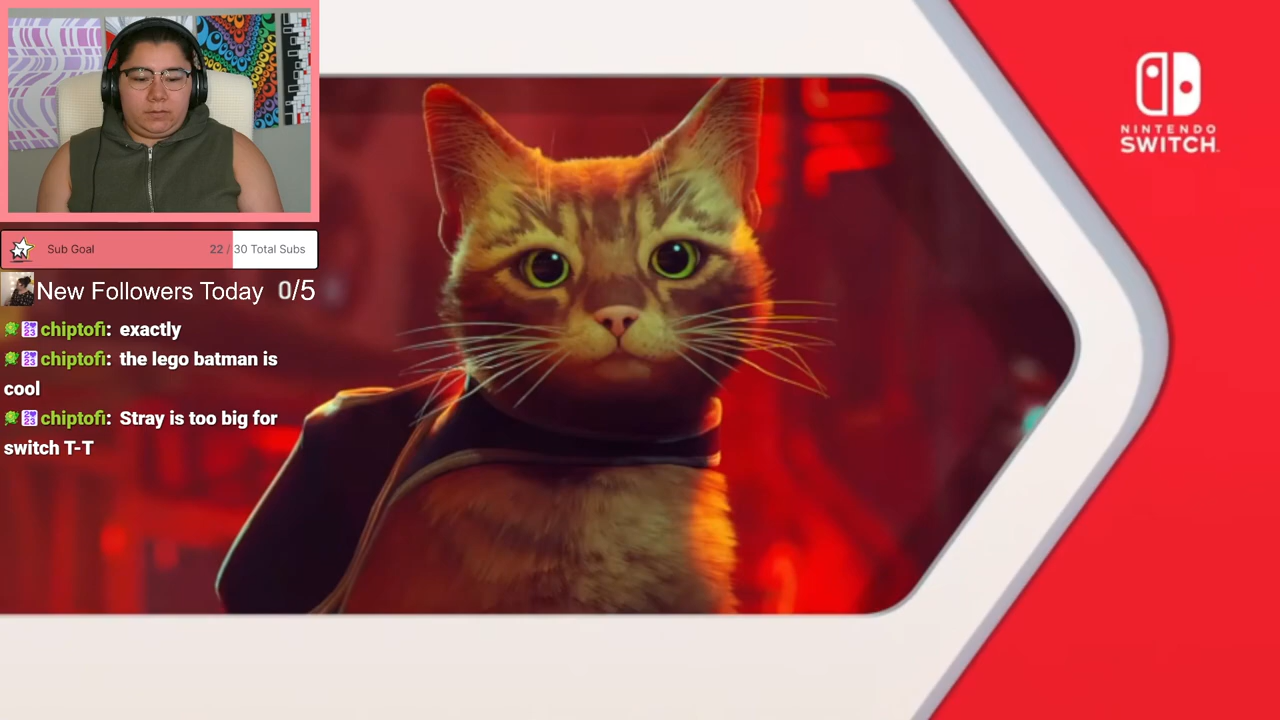 NINTENDO
SWITCH
Sub Goal 22 / 30 Total Subs
New Followers Today 0/5
chiptofi: exactly
chiptofi: the lego batman is
cool
chiptofi: Stray is too big for
switch T-T